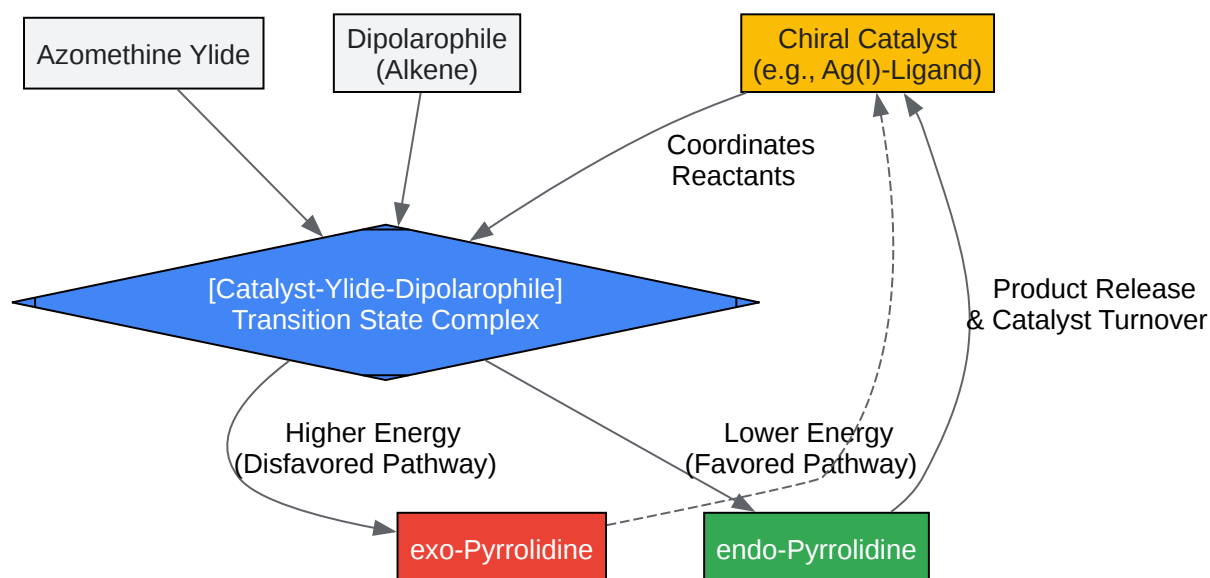 Azomethine Ylide
Dipolarophile
(Alkene)
Chiral Catalyst
(e.g., Ag(I)-Ligand)
Coordinates
Reactants
[Catalyst-Ylide-Dipolarophile]
Transition State Complex
Product Release
& Catalyst Turnover
Higher Energy
(Disfavored Pathway)
Lower Energy
(Favored Pathway)
exo-Pyrrolidine
endo-Pyrrolidine